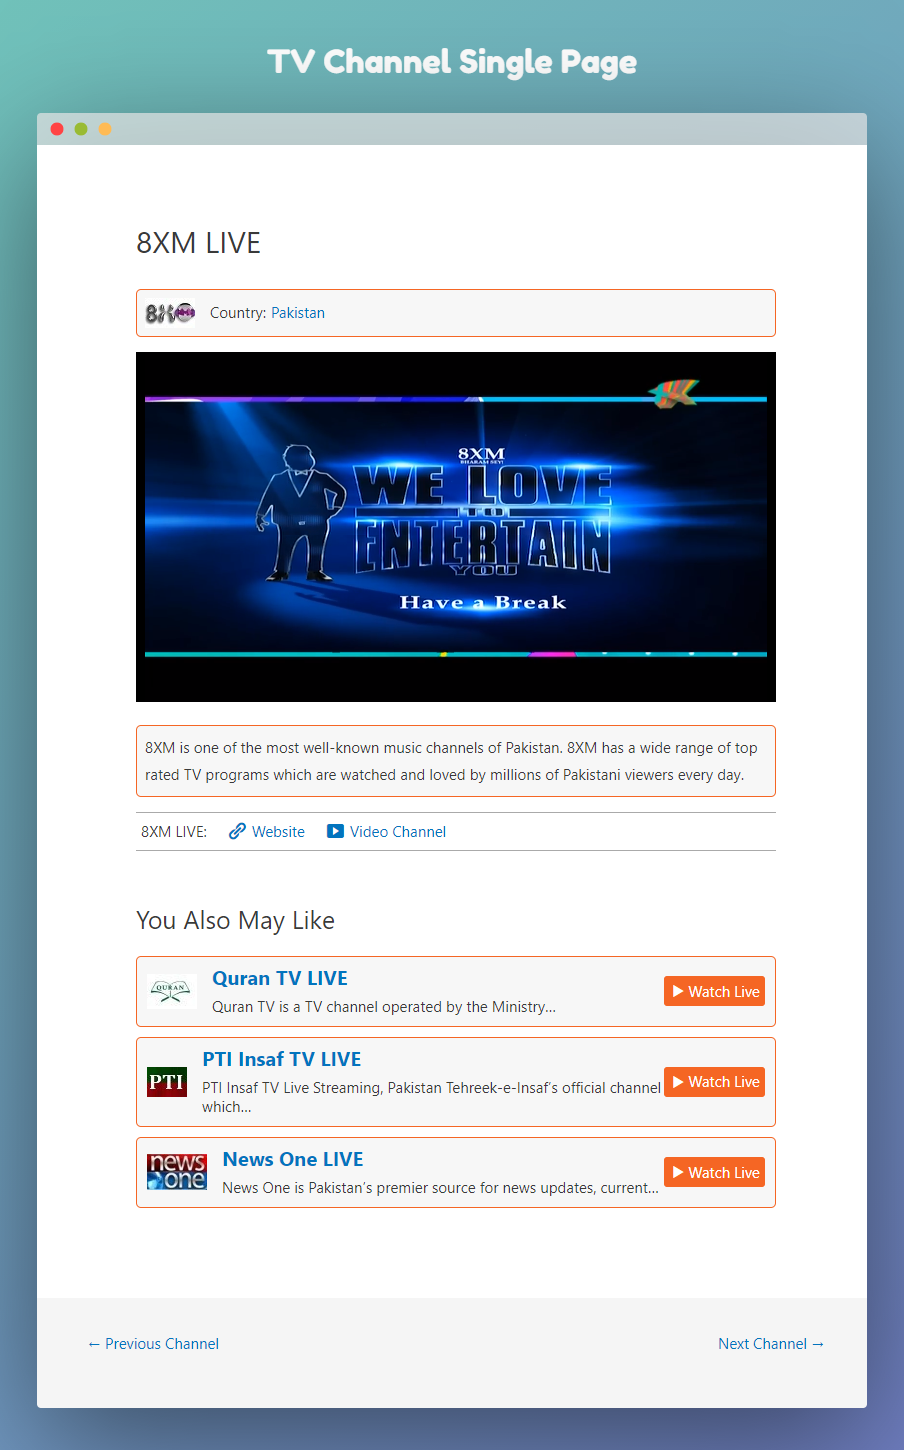 TV Channel Single Page
8XM LIVE
8XM
Country: Pakistan
8XM
SHARAM SEY!
WE LOVE
TO
ENTERTAIN
YOU
Have a Break
8XM is one of the most well-known music channels of Pakistan. 8XM has a wide range of top
rated TV programs which are watched and loved by millions of Pakistani viewers every day.
8XM LIVE: Website Video Channel
You Also May Like
QURAN
Quran TV LIVE
Quran TV is a TV channel operated by the Ministry...
Watch Live
PTI
PTI Insaf TV LIVE
PTI Insaf TV Live Streaming, Pakistan Tehreek-e-Insaf’s official channel
which...
Watch Live
news
one
News One LIVE
News One is Pakistan’s premier source for news updates, current...
Watch Live
← Previous Channel
Next Channel →